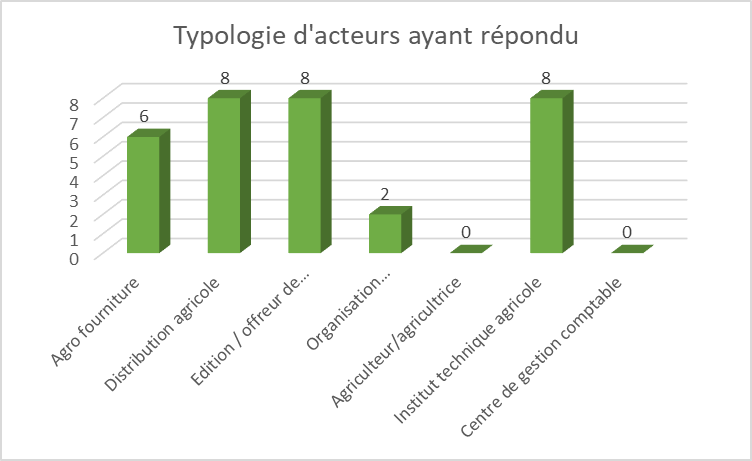 Typologie d'acteurs ayant répondu
8
7
6
5
4
3
2
1
0
6
8
8
2
0
8
0
Agro fourniture
Distribution agricole
Edition / offreur de...
Organisation...
Agriculteur/agricultrice
Institut technique agricole
Centre de gestion comptable